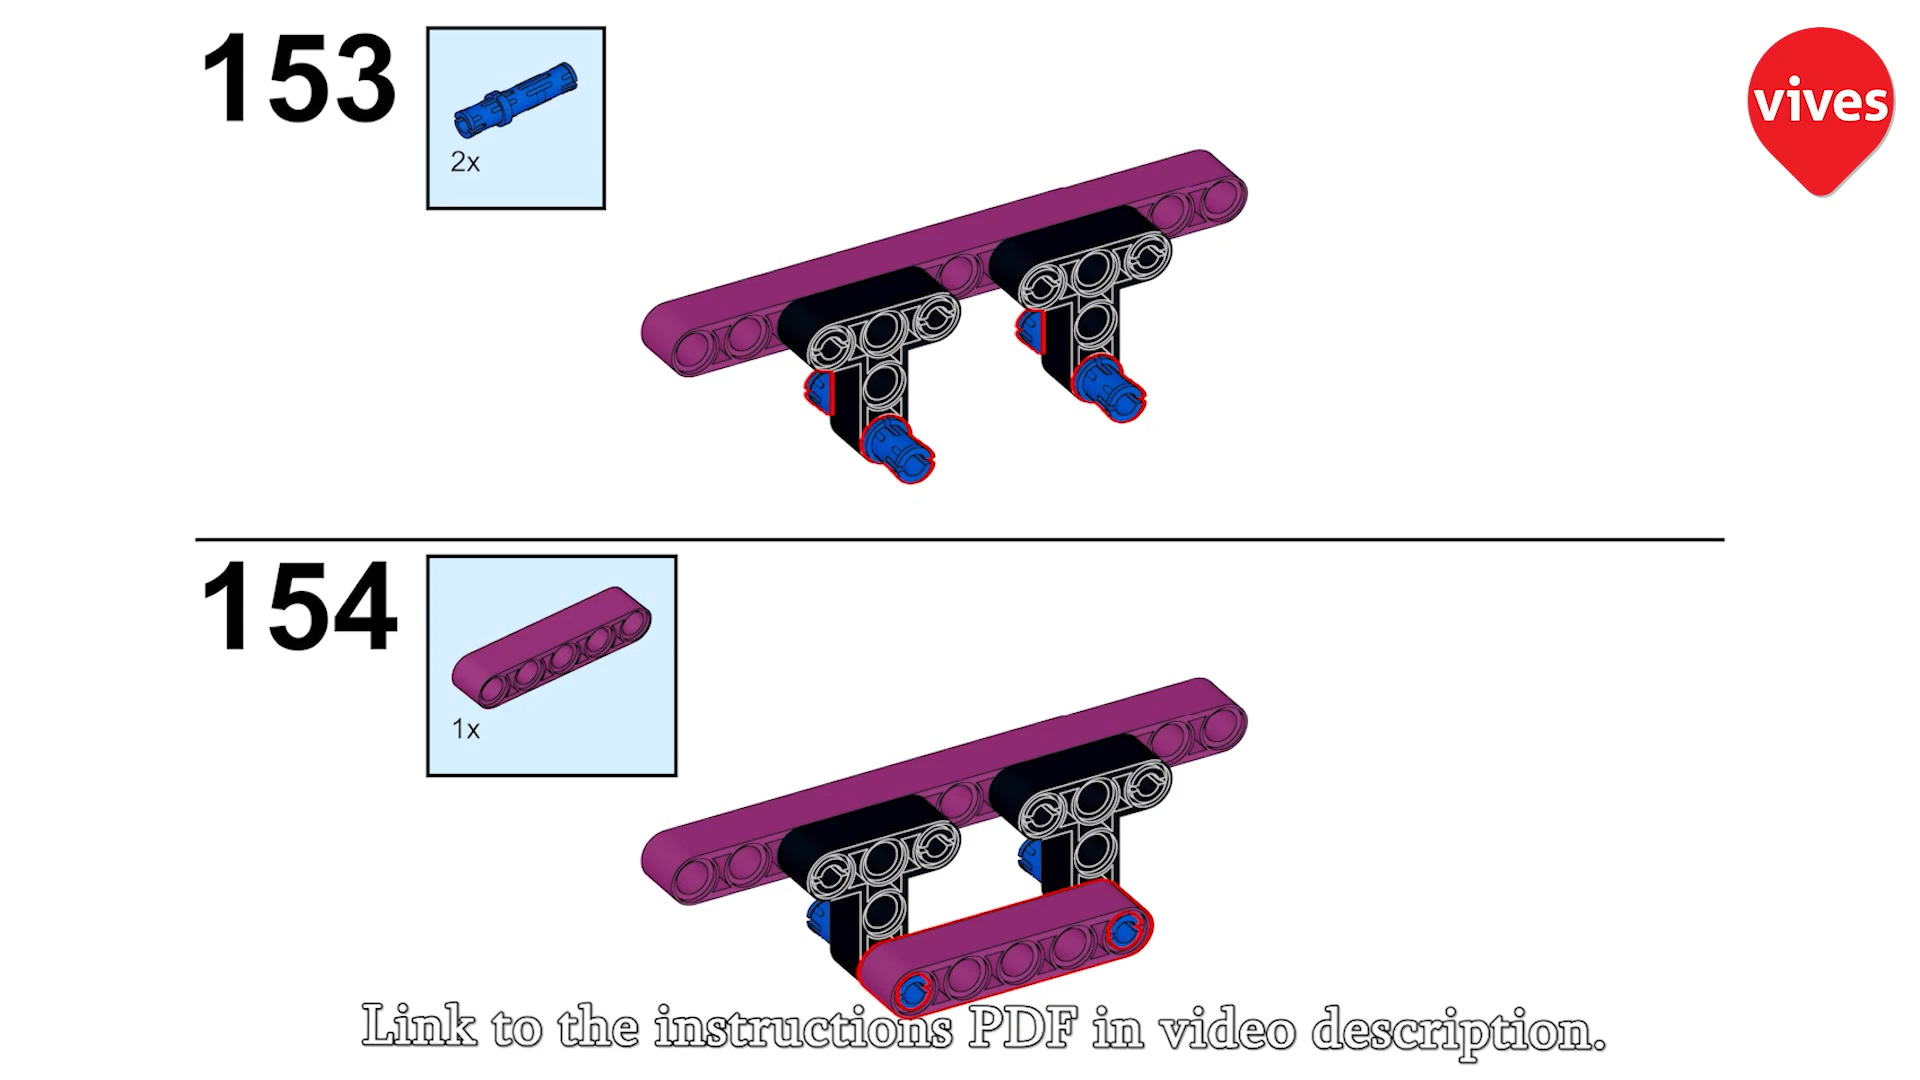 153
2x
vives
154
1x
Link to the instructions PDF in video description.